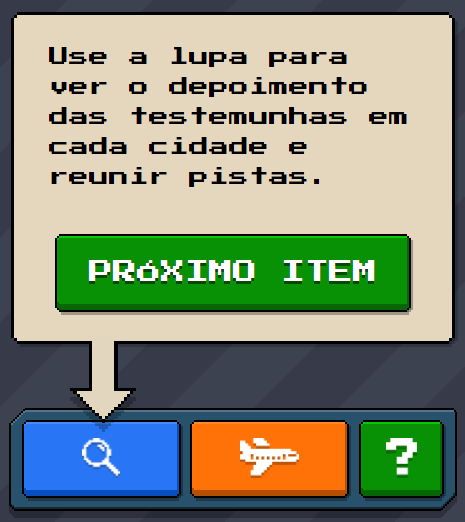 Use a lupa para
ver o depoimento
das testemunhas em
cada cidade e
reunir pistas.
PRóXIMO ITEM
?